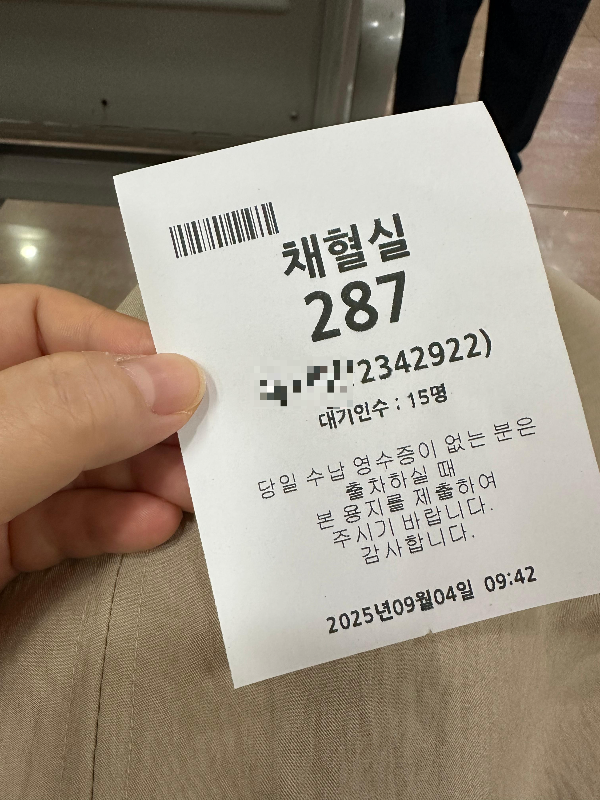 채혈실
287
2342922)
대기인수 : 15명
당일 수납 영수증이 없는 분은
출차하실 때
본 용지를 제출하여
주시기 바랍니다.
감사합니다.
2025년09월04일 09:42